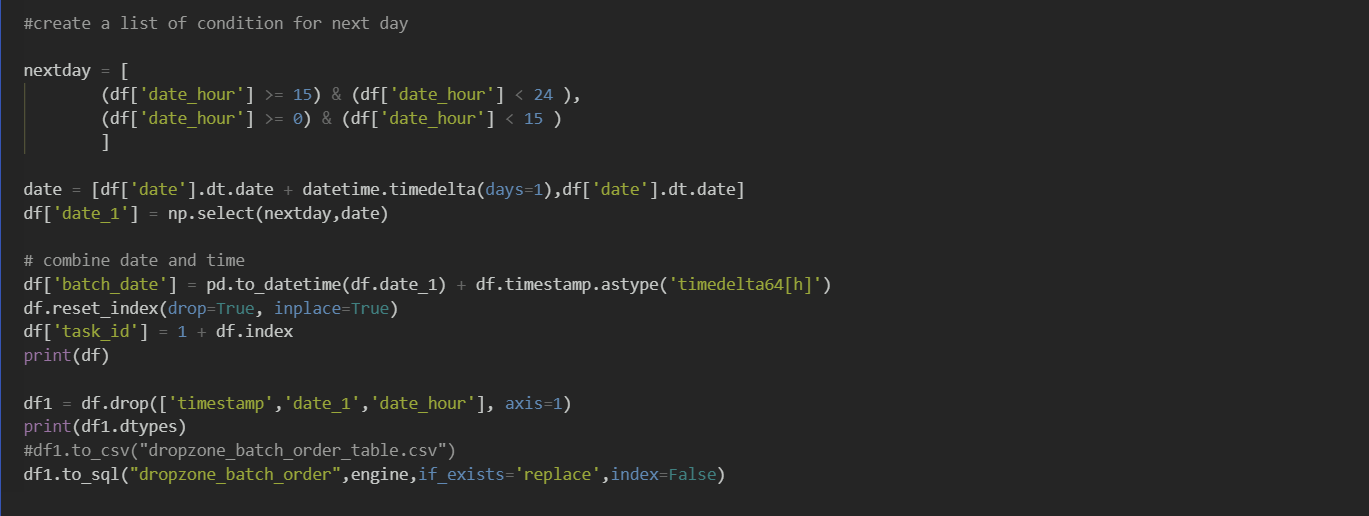 #create a list of condition for next day
nextday = [
(df['date_hour'] >= 15) & (df['date_hour'] < 24 ),
(df['date_hour'] >= 0) & (df['date_hour'] < 15 )
]
date = [df['date'].dt.date + datetime.timedelta(days=1),df['date'].dt.date]
df['date_1'] = np.select(nextday,date)
# combine date and time
df['batch_date'] = pd.to_datetime(df.date_1) + df.timestamp.astype('timedelta64[h]')
df.reset_index(drop=True, inplace=True)
df['task_id'] = 1 + df.index
print(df)
df1 = df.drop(['timestamp','date_1','date_hour'], axis=1)
print(df1.dtypes)
#df1.to_csv("dropzone_batch_order_table.csv")
df1.to_sql("dropzone_batch_order",engine,if_exists='replace',index=False)